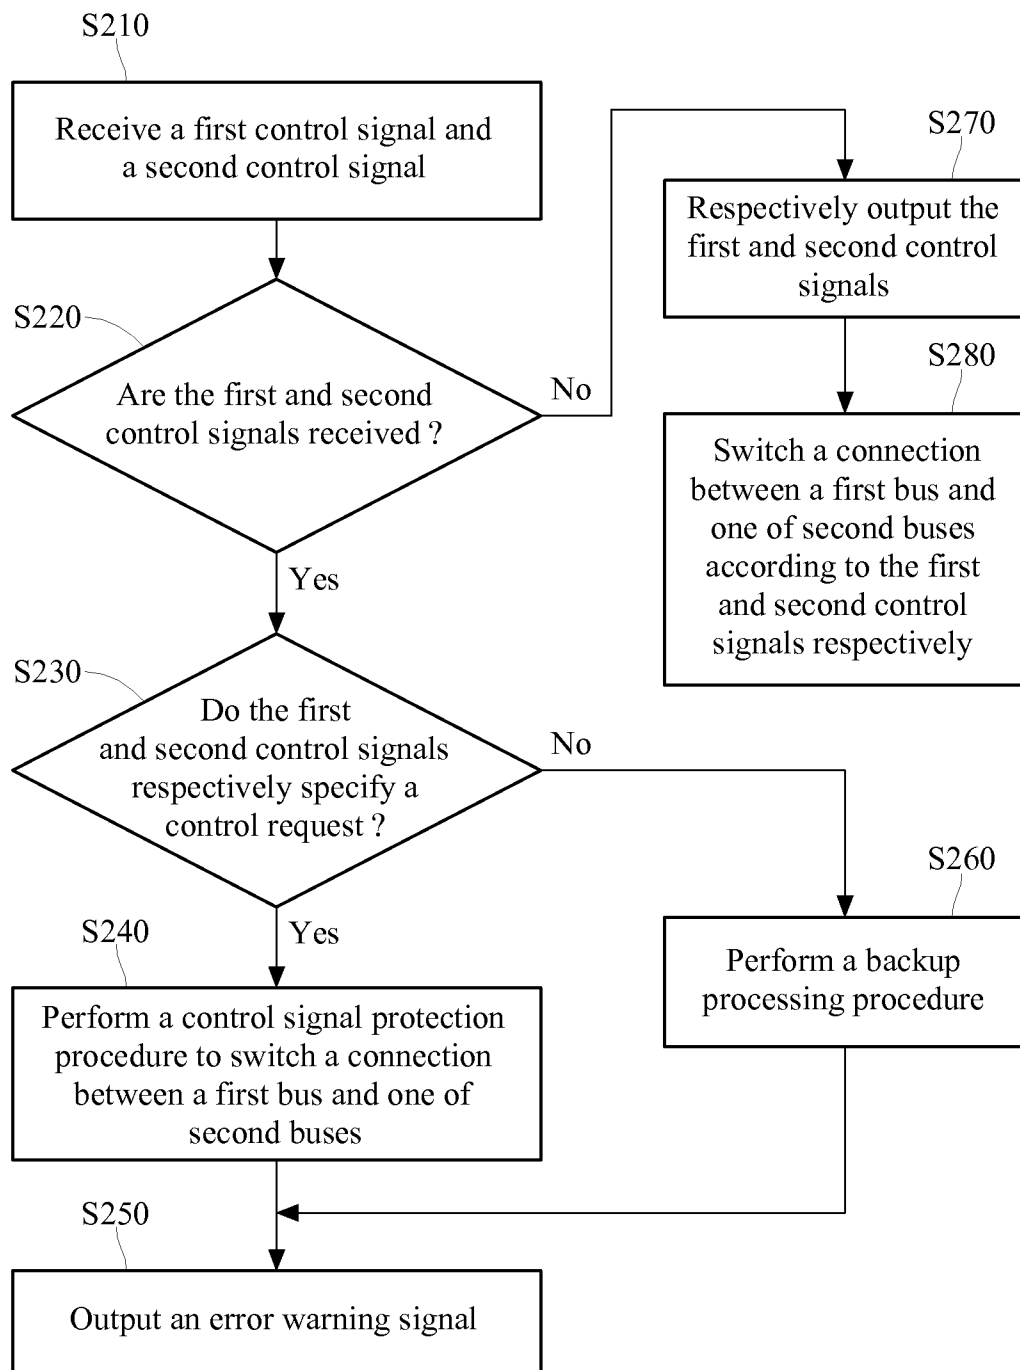 S210
Receive a first control signal and
a second control signal
S220
Are the first and second
control signals received ?
No
Yes
S270
Respectively output the
first and second control
signals
S280
Switch a connection
between a first bus and
one of second buses
according to the first
and second control
signals respectively
S230
Do the first
and second control signals
respectively specify a
control request ?
No
Yes
S260
Perform a backup
processing procedure
S240
Perform a control signal protection
procedure to switch a connection
between a first bus and one of
second buses
S250
Output an error warning signal